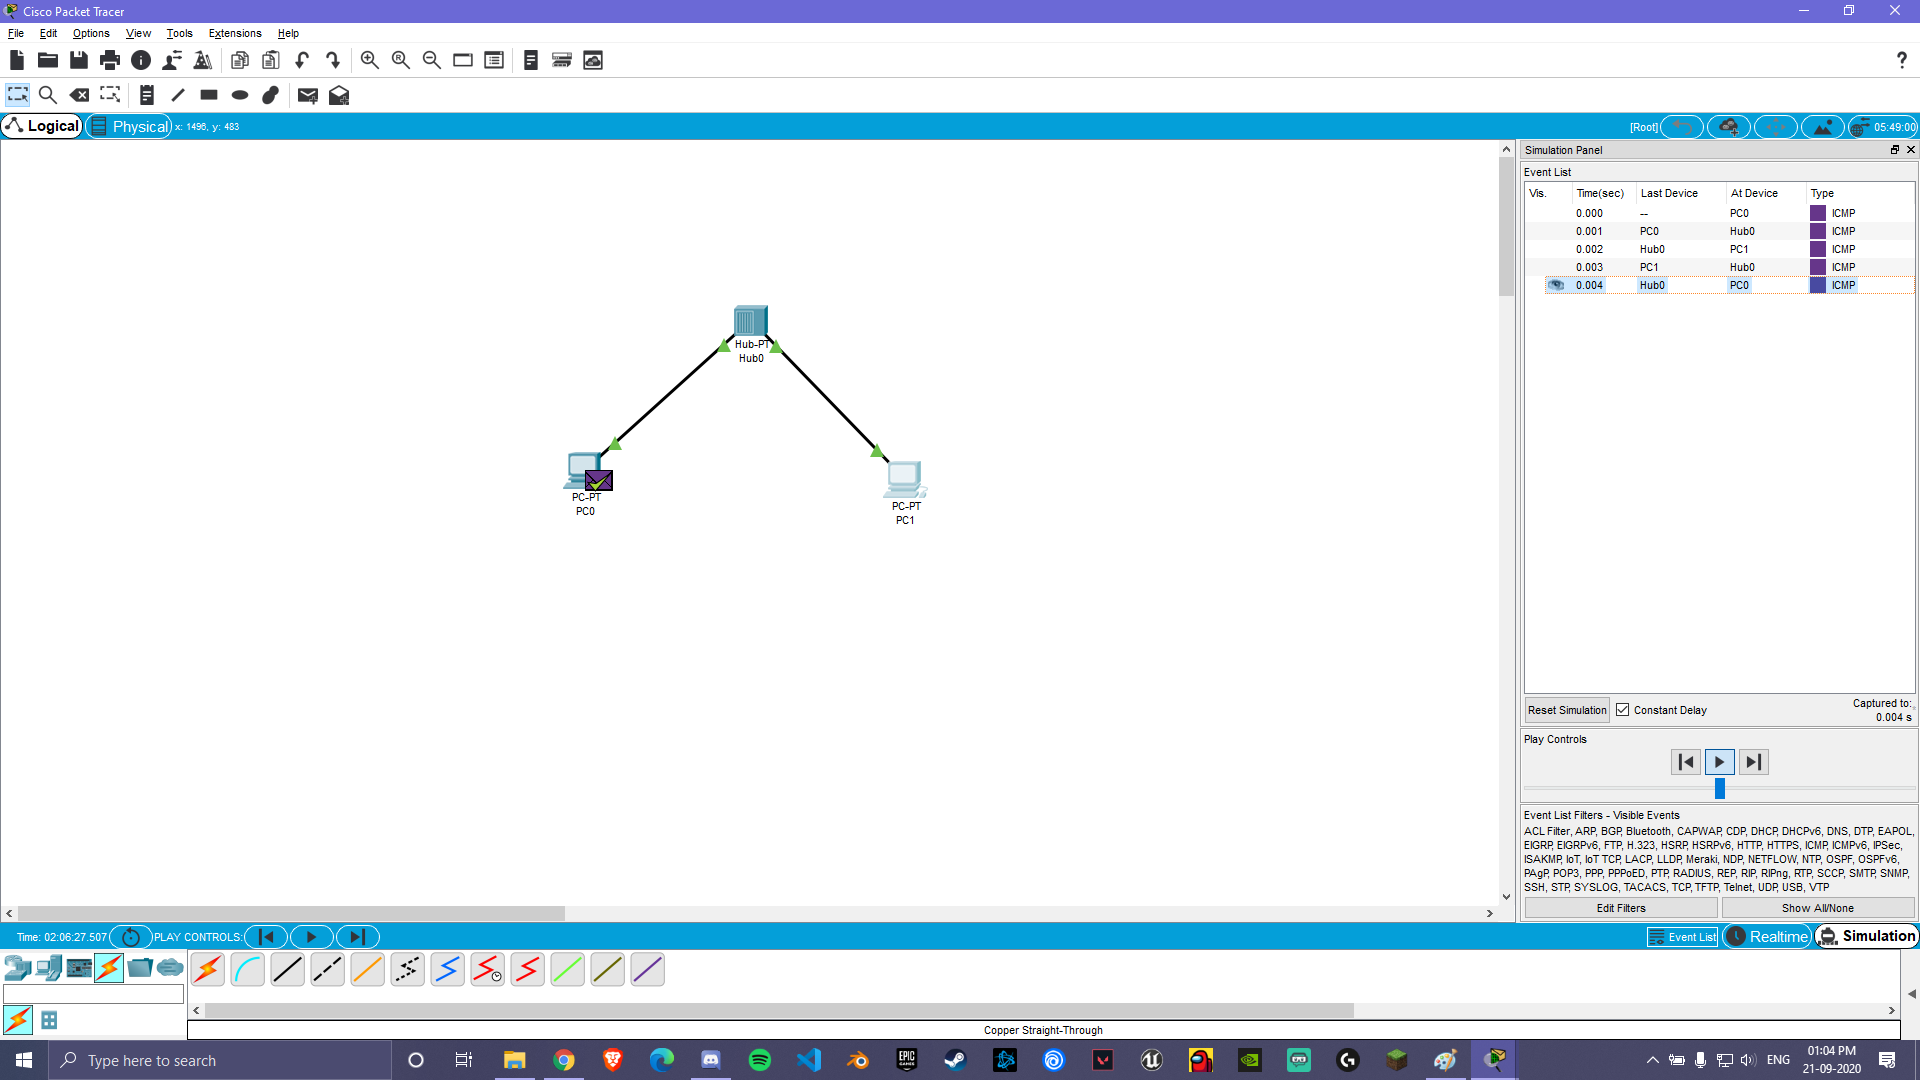 Cisco Packet Tracer
File Edit Options View Tools Extensions Help
Logical Physical x: 1496, y: 483 [Root] 05:49:00
Simulation Panel
Event List
Vis. Time(sec) Last Device At Device Type
0.000 -- PC0 ICMP
0.001 PC0 Hub0 ICMP
0.002 Hub0 PC1 ICMP
0.003 PC1 Hub0 ICMP
0.004 Hub0 PC0 ICMP
Hub-PT
Hub0
PC-PT
PC0
PC-PT
PC1
Reset Simulation Constant Delay Captured to:
0.004 s
Play Controls
Event List Filters - Visible Events
ACL Filter, ARP, BGP, Bluetooth, CAPWAP, CDP, DHCP, DHCPv6, DNS, DTP, EAPOL,
EIGRP, EIGRPv6, FTP, H.323, HSRP, HSRPv6, HTTP, HTTPS, ICMP, ICMPv6, IPSec,
ISAKMP, IoT, IoT TCP, LACP, LLDP, Meraki, NDP, NETFLOW, NTP, OSPF, OSPFv6,
PAgP, POP3, PPP, PPPoED, PTP, RADIUS, REP, RIP, RIPng, RTP, SCCP, SMTP, SNMP,
SSH, STP, SYSLOG, TACACS, TCP, TFTP, Telnet, UDP, USB, VTP
Edit Filters Show All/None
Time: 02:06:27.507 PLAY CONTROLS: Event List Realtime Simulation
Copper Straight-Through
Type here to search
EPIC GAMES
ENG
01:04 PM
21-09-2020